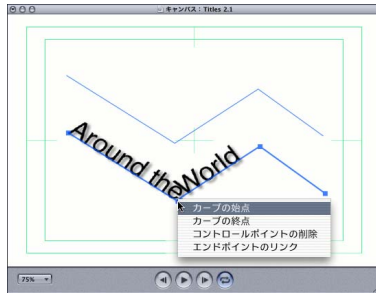 キャンバス：Titles 2.1
Around the World
カーブの始点
カーブの終点
コントロールポイントの削除
エンドポイントのリンク
75%